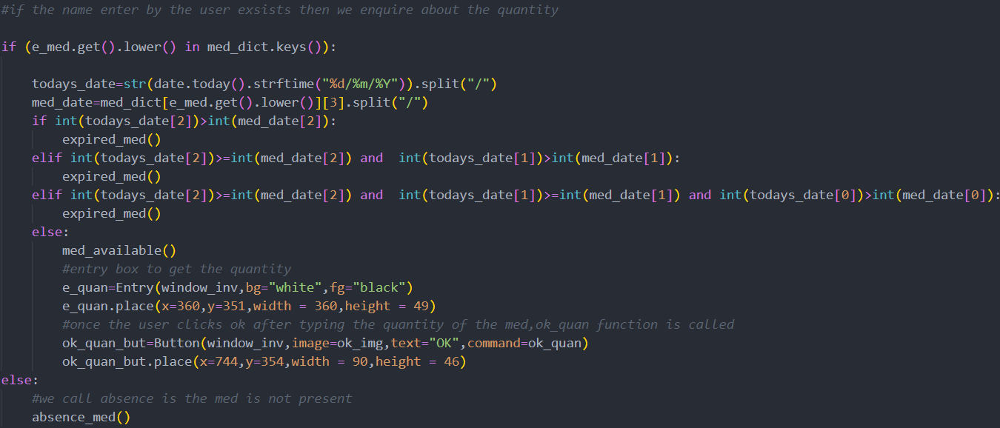 #if the name enter by the user exsists then we enquire about the quantity
if (e_med.get().lower() in med_dict.keys()):
todays_date=str(date.today().strftime("%d/%m/%Y")).split("/")
med_date=med_dict[e_med.get().lower()][3].split("/")
if int(todays_date[2])>int(med_date[2]):
expired_med()
elif int(todays_date[2])>=int(med_date[2]) and  int(todays_date[1])>int(med_date[1]):
expired_med()
elif int(todays_date[2])>=int(med_date[2]) and  int(todays_date[1])>=int(med_date[1]) and int(todays_date[0])>int(med_date[0]):
expired_med()
else:
med_available()
#entry box to get the quantity
e_quan=Entry(window_inv,bg="white",fg="black")
e_quan.place(x=360,y=351,width = 360,height = 49)
#once the user clicks ok after typing the quantity of the med,ok_quan function is called
ok_quan_but=Button(window_inv,image=ok_img,text="OK",command=ok_quan)
ok_quan_but.place(x=744,y=354,width = 90,height = 46)
else:
#we call absence is the med is not present
absence_med()